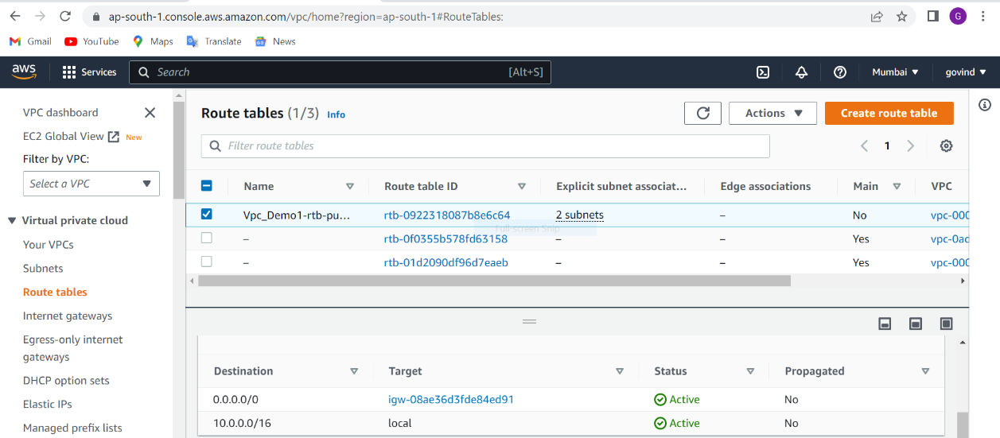 ap-south-1.console.aws.amazon.com/vpc/home?region=ap-south-1#RouteTables:
G
Gmail YouTube Maps Translate News
aws Services Search [Alt+S] Mumbai govind
VPC dashboard
EC2 Global View New
Filter by VPC:
Select a VPC
Virtual private cloud
Your VPCs
Subnets
Route tables
Internet gateways
Egress-only internet
gateways
DHCP option sets
Elastic IPs
Managed prefix lists
Route tables (1/3) Info
Actions Create route table
Filter route tables
1
Name Route table ID Explicit subnet associat... Edge associations Main VPC
Vpc_Demo1-rtb-pu... rtb-0922318087b8e6c64 2 subnets – No vpc-000
Full-screen Snip
– rtb-0f0355b578fd63158 – – Yes vpc-0ad
– rtb-01d2090df96d7eaeb – – Yes vpc-000
Destination Target Status Propagated
0.0.0.0/0 igw-08ae36d3fde84ed91 Active No
10.0.0.0/16 local Active No